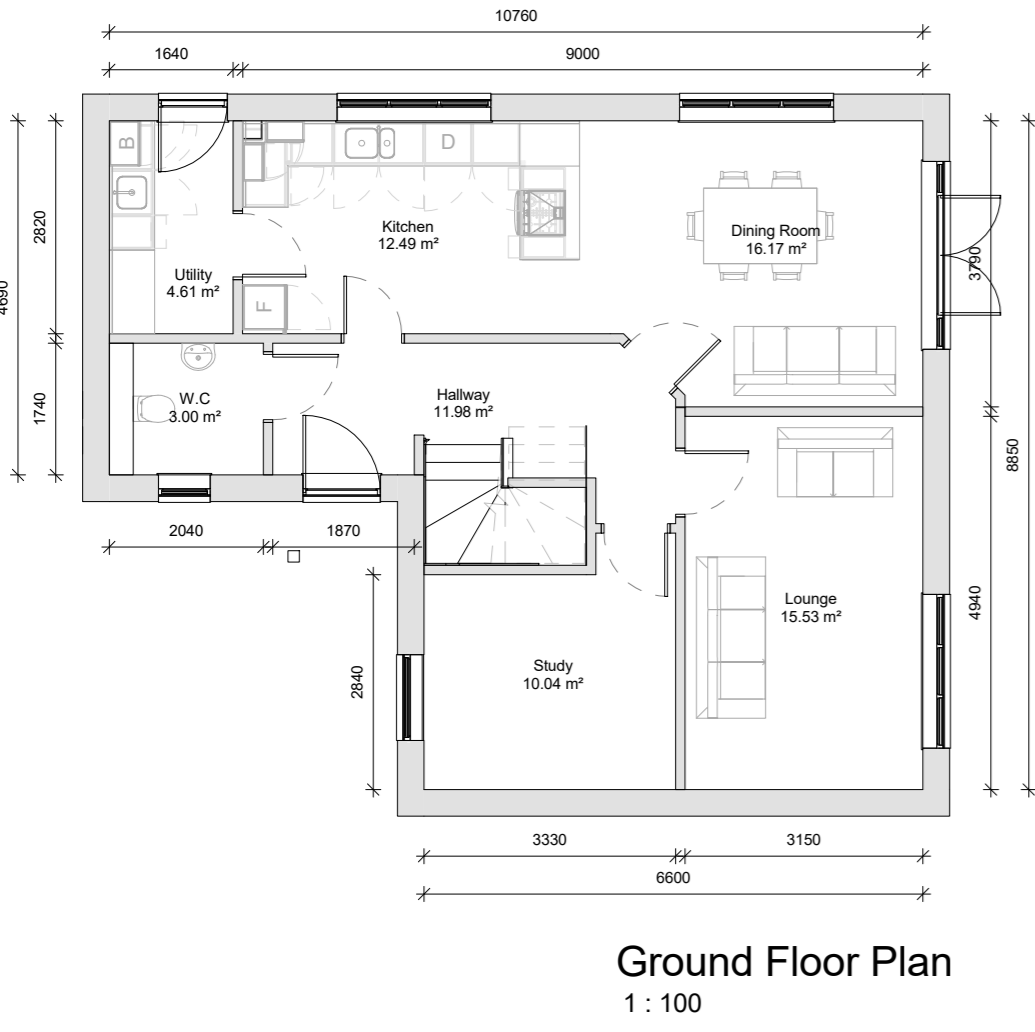 10760
1640
9000
B
D
Kitchen
12.49 m²
Dining Room
16.17 m²
2820
3790
Utility
4.61 m²
4690
F
W.C
3.00 m²
Hallway
11.98 m²
1740
8850
2040
1870
Lounge
15.53 m²
4940
Study
10.04 m²
2840
3330
3150
6600
Ground Floor Plan
1 : 100